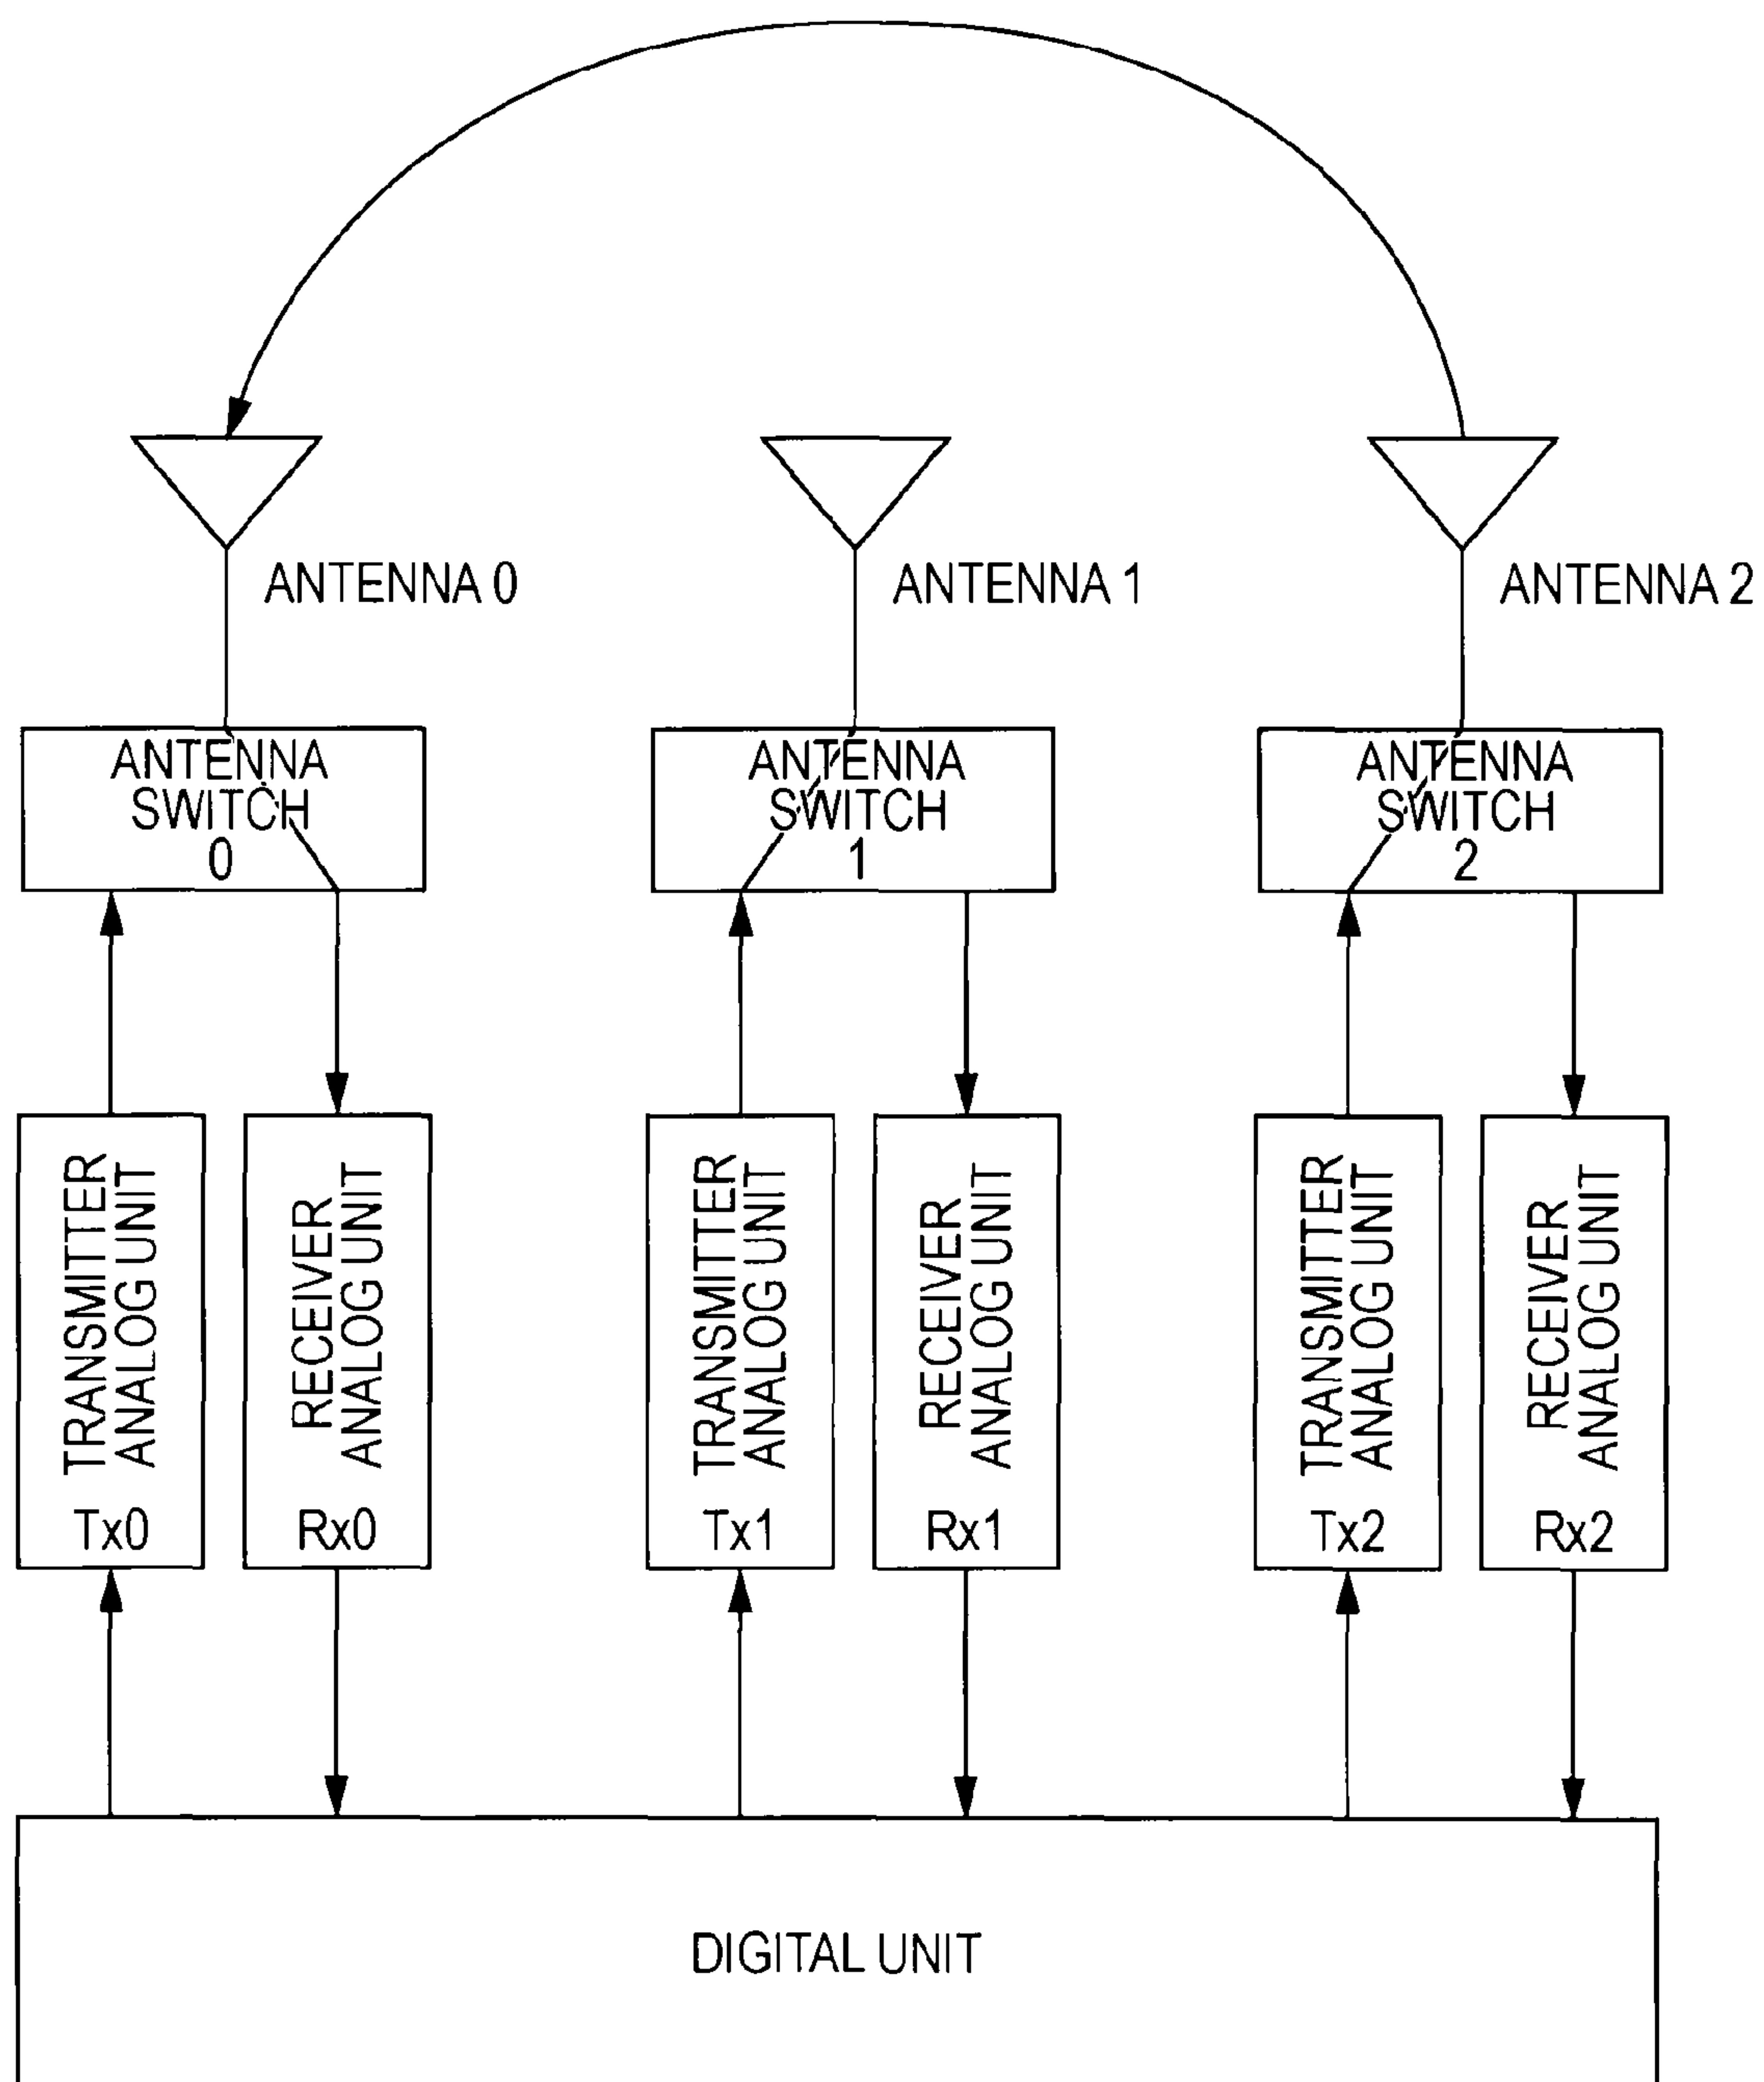 ANTENNA 0
ANTENNA 1
ANTENNA 2
ANTENNA
SWITCH
0
ANTENNA
SWITCH
1
ANTENNA
SWITCH
2
TRANSMITTER
ANALOG UNIT
Tx0
RECEIVER
ANALOG UNIT
Rx0
TRANSMITTER
ANALOG UNIT
Tx1
RECEIVER
ANALOG UNIT
Rx1
TRANSMITTER
ANALOG UNIT
Tx2
RECEIVER
ANALOG UNIT
Rx2
DIGITAL UNIT